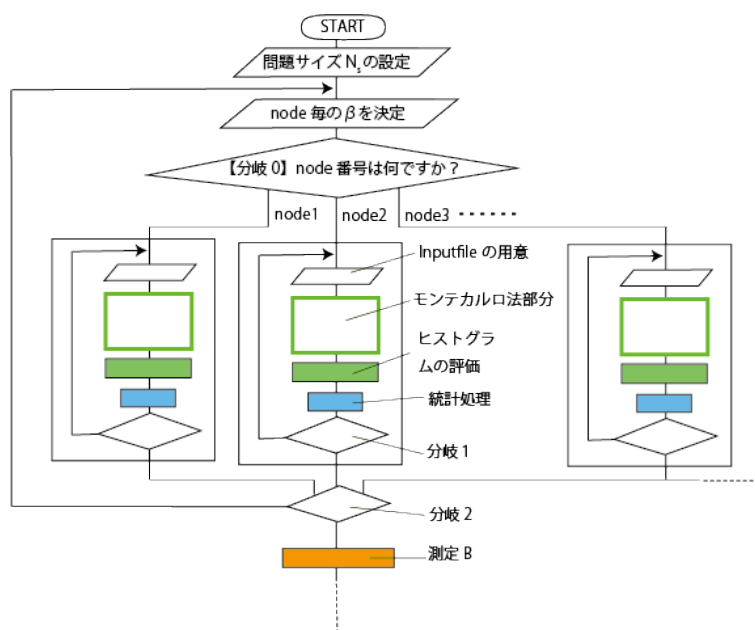 START
問題サイズ Nsの設定
node 毎のβを決定
【分岐 0】node 番号は何ですか？
node1
node2
node3
Inputfile の用意
モンテカルロ法部分
ヒストグラ
ムの評価
統計処理
分岐 1
分岐 2
測定 B